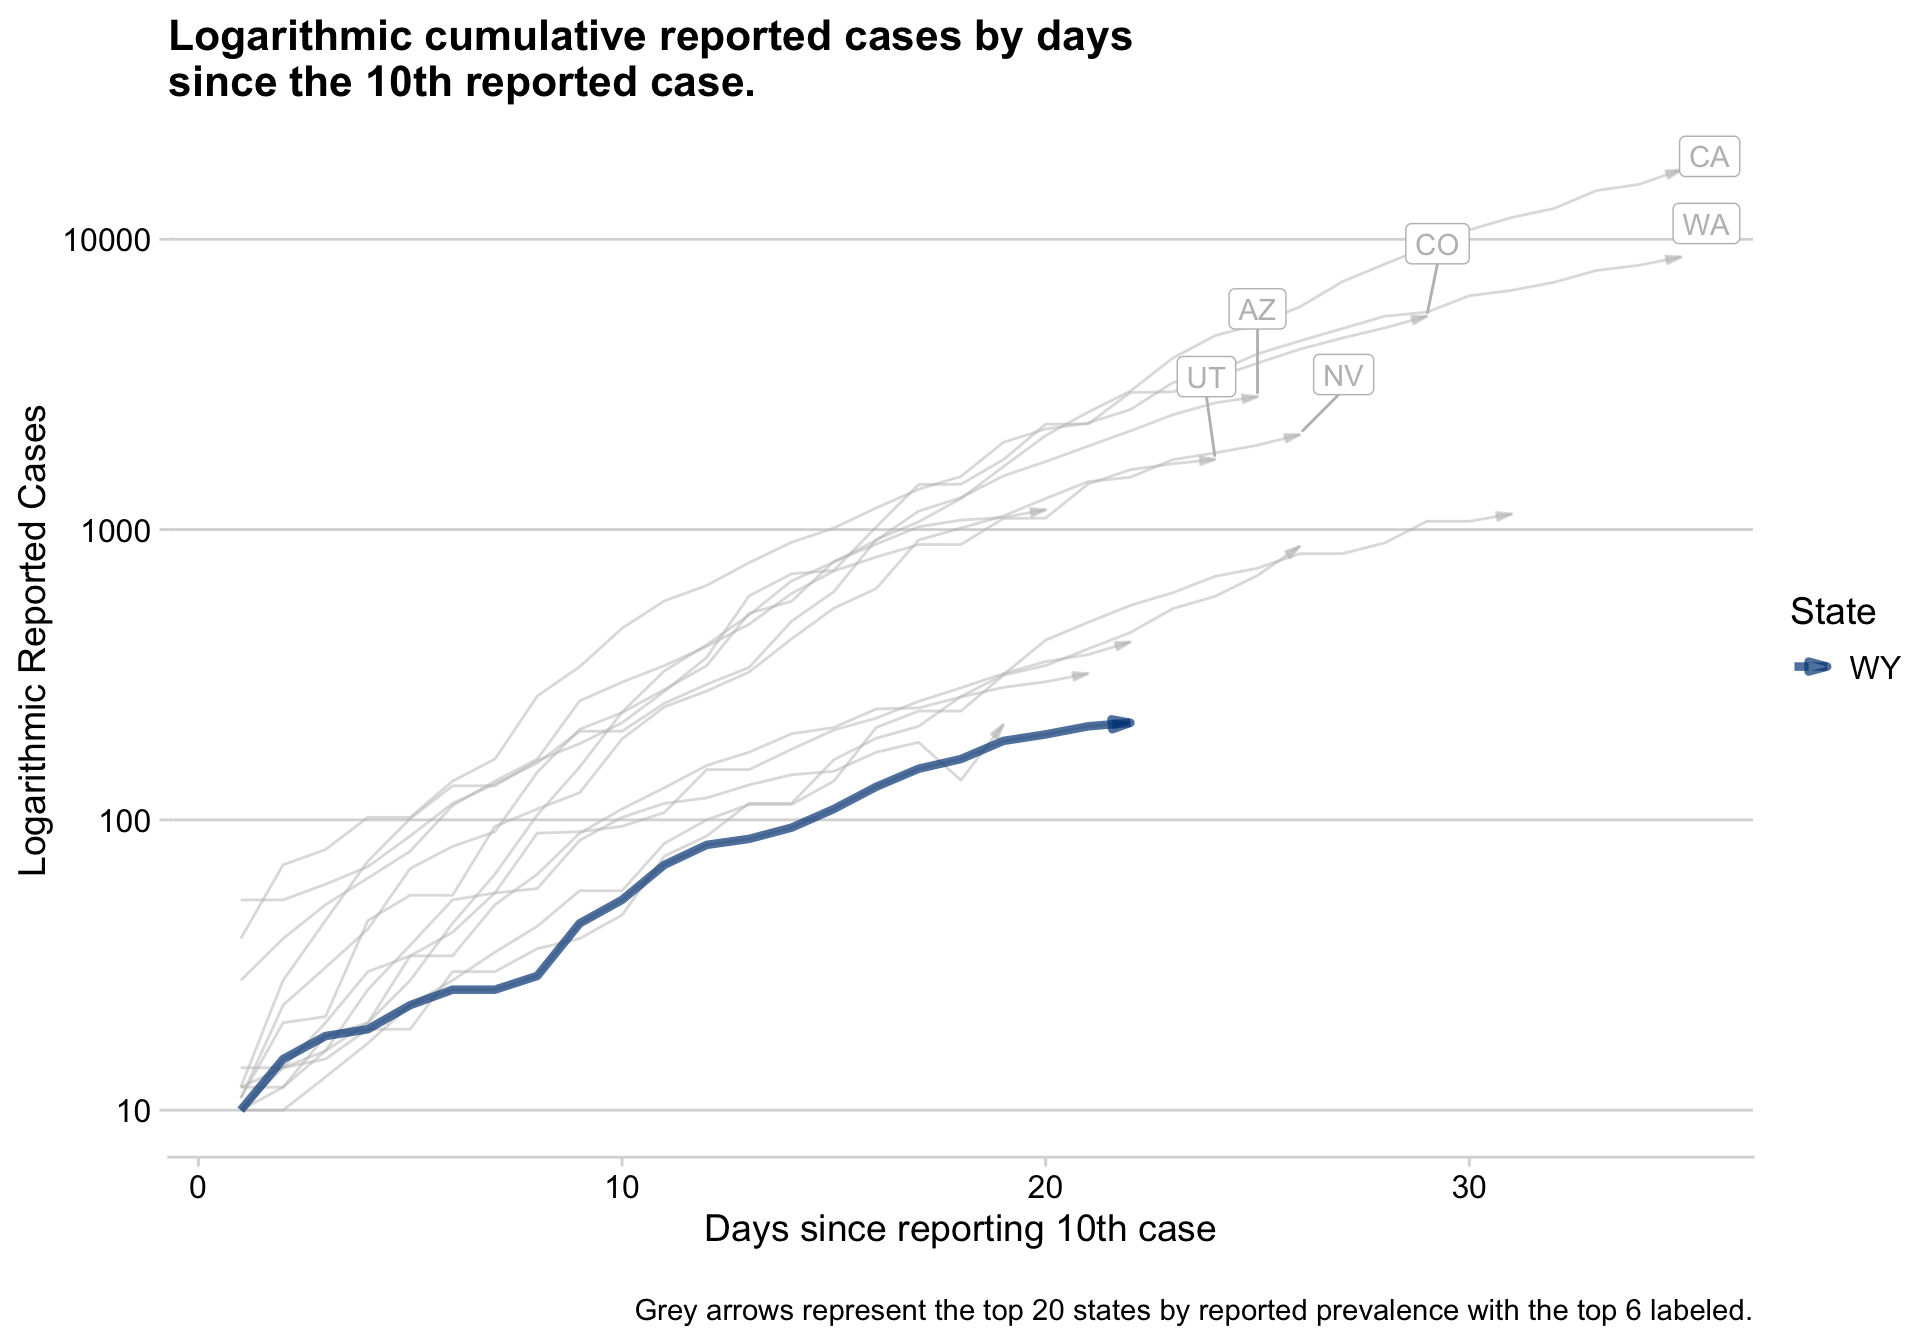 Logarithmic cumulative reported cases by days
since the 10th reported case.
CA
WA
CO
AZ
UT
NV
10000
1000
100
10
Logarithmic Reported Cases
0
10
20
30
Days since reporting 10th case
State
WY
Grey arrows represent the top 20 states by reported prevalence with the top 6 labeled.